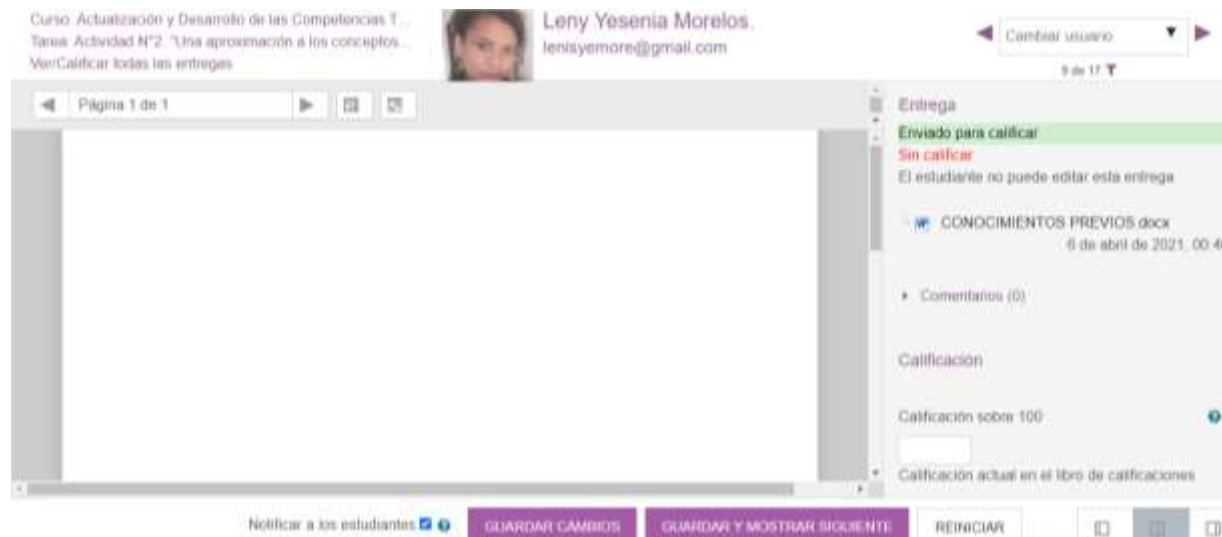 Curso: Actualización y Desarrollo de las Competencias T...
Tarea: Actividad N°2. "Una aproximación a los conceptos...
Ver/Calificar todas las entregas
Leny Yesenia Morelos.
lenisyemore@gmail.com
Cambiar usuario
9 de 17
Página 1 de 1
Entrega
Enviado para calificar
Sin calificar
El estudiante no puede editar esta entrega
CONOCIMIENTOS PREVIOS.docx
6 de abril de 2021, 00:4
Comentarios (0)
Calificación
Calificación sobre 100
Calificación actual en el libro de calificaciones
Notificar a los estudiantes
GUARDAR CAMBIOS
GUARDAR Y MOSTRAR SIGUIENTE
REINICIAR